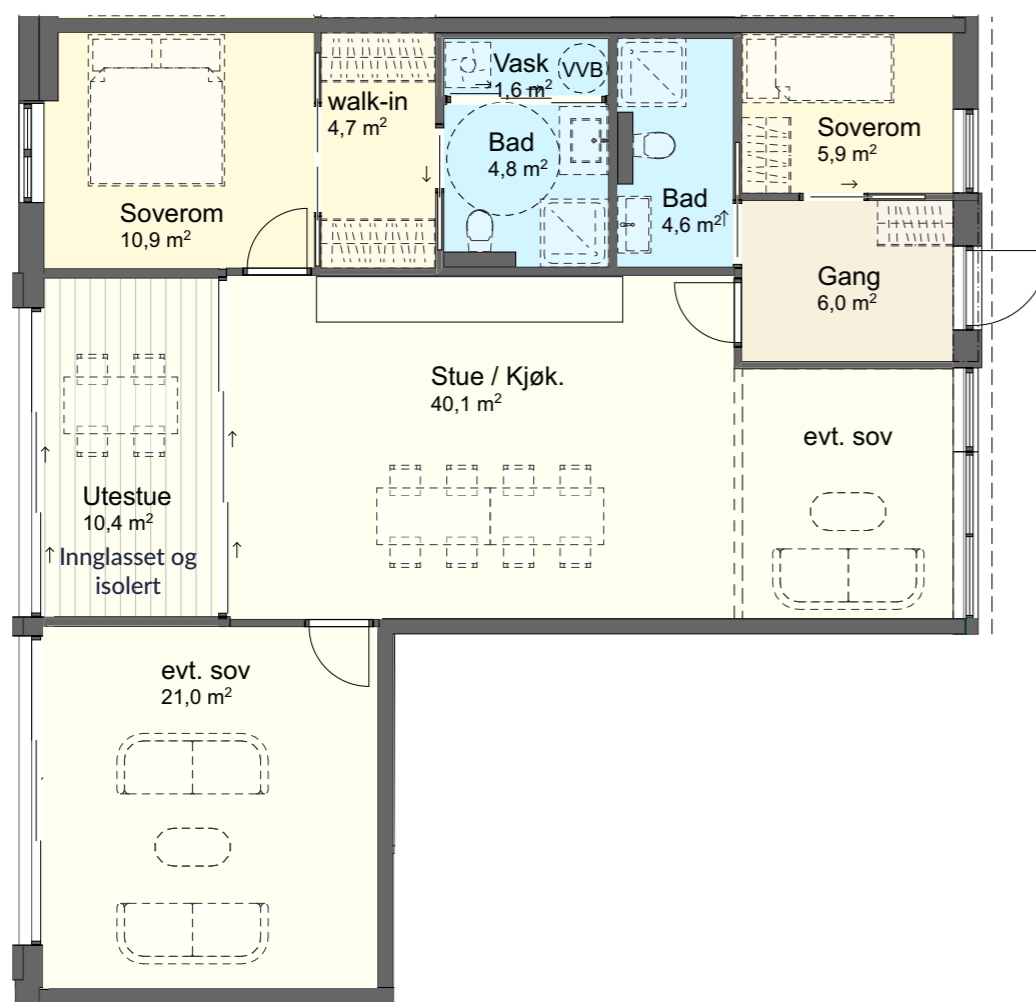 Soverom
10,9 m²
walk-in
4,7 m²
Vask
1,6 m²
VVB
Bad
4,8 m²
Bad
4,6 m²
Soverom
5,9 m²
Gang
6,0 m²
Stue / Kjøk.
40,1 m²
evt. sov
Utestue
10,4 m²
Innglasset og
isolert
evt. sov
21,0 m²